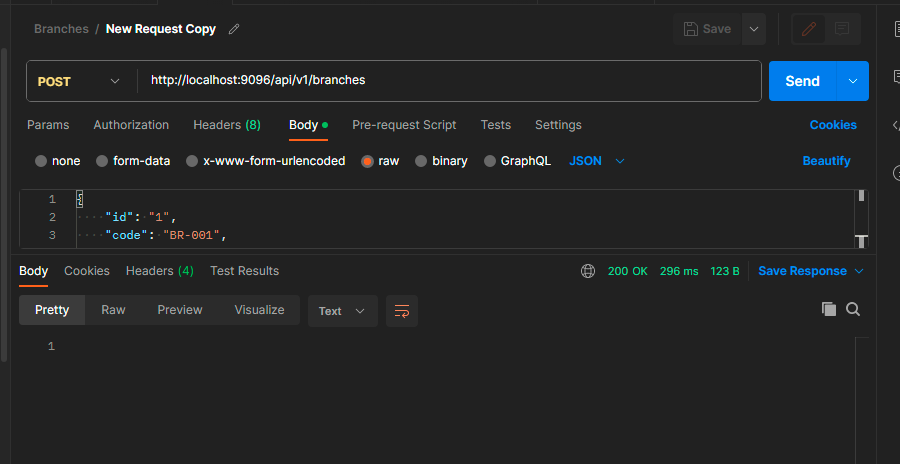 Branches / New Request Copy
Save
POST http://localhost:9096/api/v1/branches Send
Params Authorization Headers (8) Body Pre-request Script Tests Settings Cookies
none form-data x-www-form-urlencoded raw binary GraphQL JSON Beautify
1 {
2 "id": "1",
3 "code": "BR-001",
Body Cookies Headers (4) Test Results 200 OK 296 ms 123 B Save Response
Pretty Raw Preview Visualize Text
1